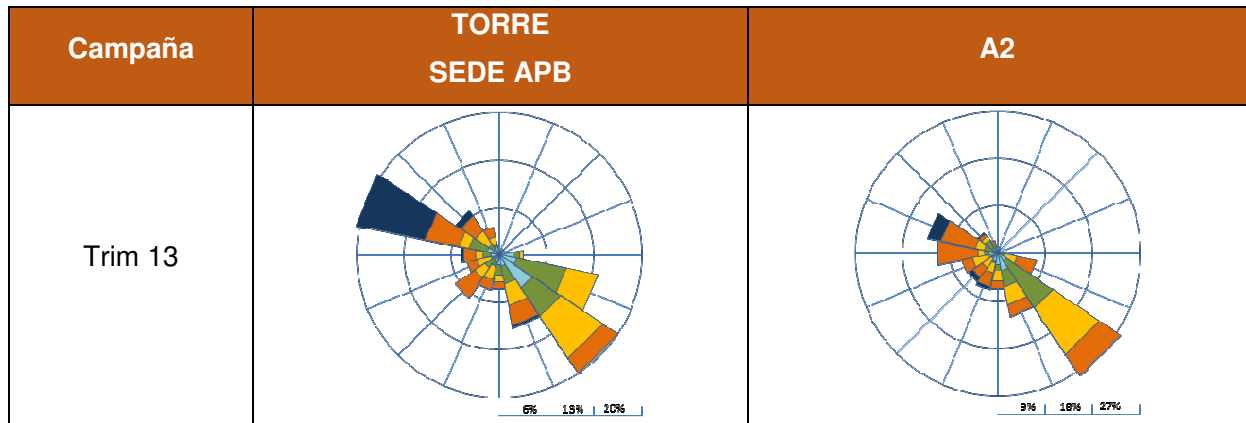 Campaña
TORRE
SEDE APB
A2
Trim 13
6% 13% 20%
9% 18% 27%